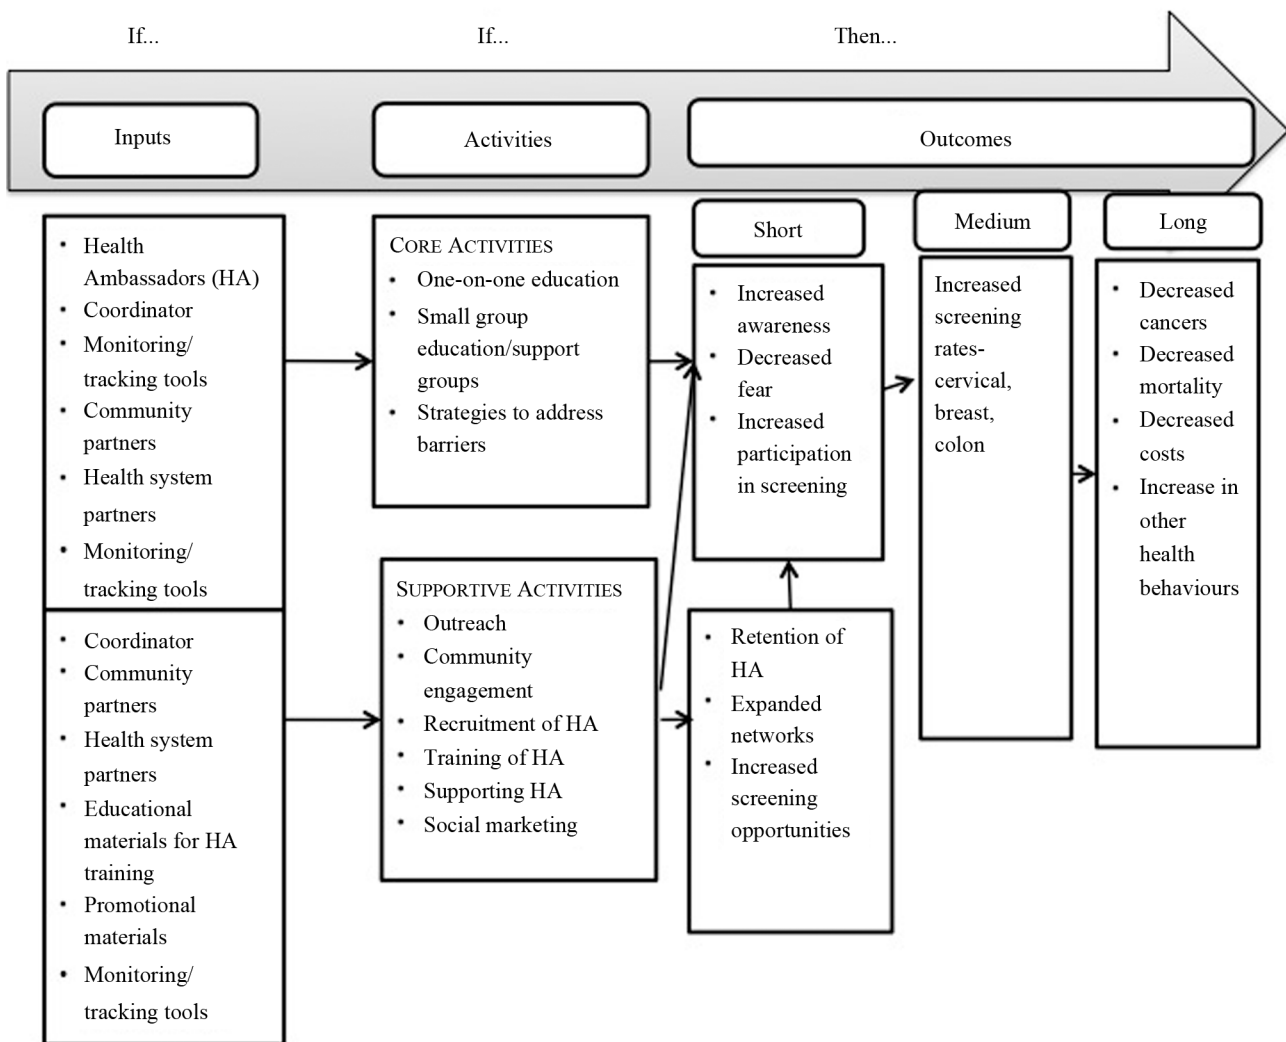 If...
If...
Then...
Inputs
Activities
Outcomes
Short
Medium
Long
• Health
Ambassadors (HA)
• Coordinator
• Monitoring/
tracking tools
• Community
partners
• Health system
partners
• Monitoring/
tracking tools
• Coordinator
• Community
partners
• Health system
partners
• Educational
materials for HA
training
• Promotional
materials
• Monitoring/
tracking tools
CORE ACTIVITIES
• One-on-one education
• Small group
education/support
groups
• Strategies to address
barriers
SUPPORTIVE ACTIVITIES
• Outreach
• Community
engagement
• Recruitment of HA
• Training of HA
• Supporting HA
• Social marketing
• Increased
awareness
• Decreased
fear
• Increased
participation
in screening
• Retention of
HA
• Expanded
networks
• Increased
screening
opportunities
Increased
screening
rates-
cervical,
breast,
colon
• Decreased
cancers
• Decreased
mortality
• Decreased
costs
• Increase in
other
health
behaviours